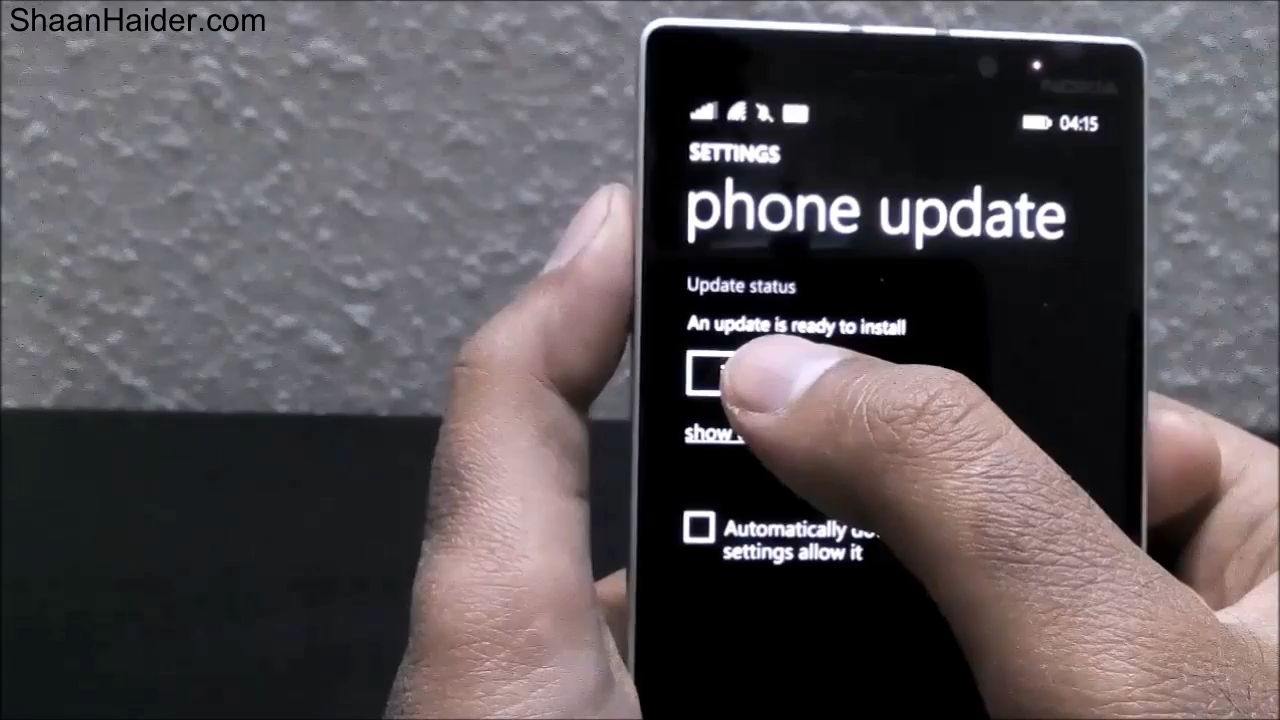 ShaanHaider.com
NOKIA
04:15
SETTINGS
phone update
Update status
An update is ready to install
show
Automatically
settings allow it